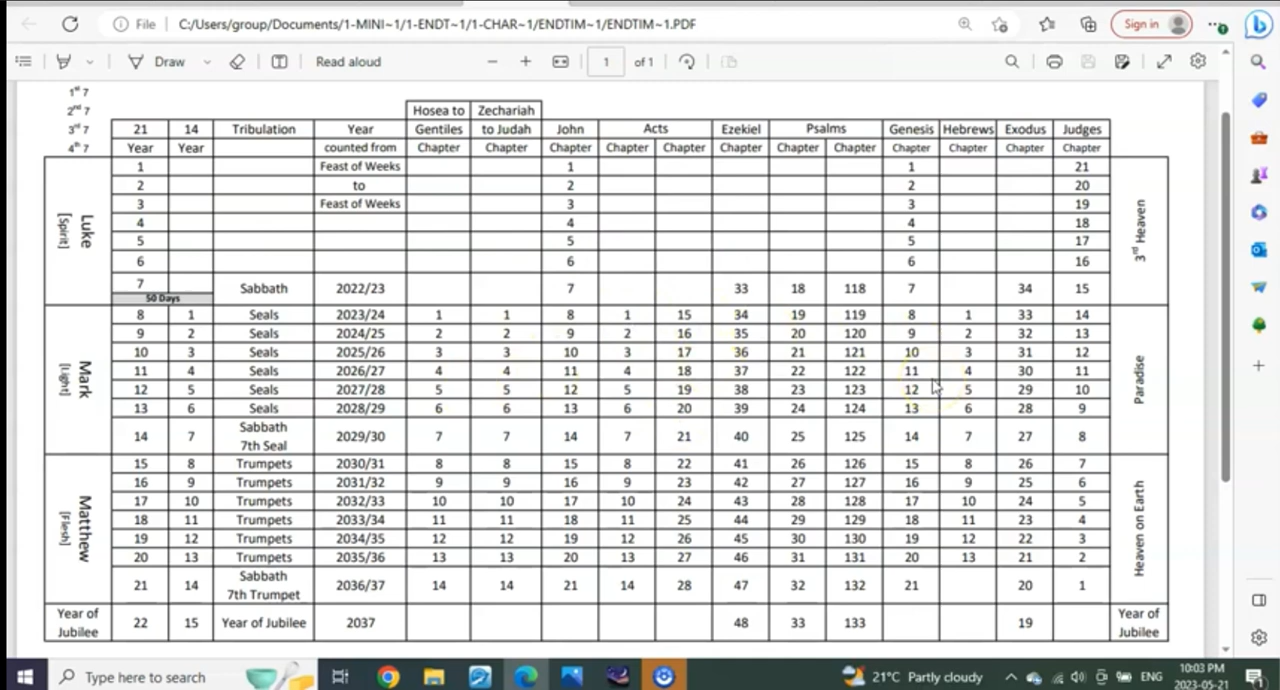 File C:/Users/group/Documents/1-MINI~1/1-ENDT~1/1-CHAR~1/ENDTIM~1/ENDTIM~1.PDF Sign in
Draw Read aloud 1 of 1
1st 7
2nd 7 Hosea to Zechariah
3rd 7 21 14 Tribulation Year Gentiles to Judah John Acts Ezekiel Psalms Genesis Hebrews Exodus Judges
4th 7 Year Year counted from Chapter Chapter Chapter Chapter Chapter Chapter Chapter Chapter Chapter Chapter Chapter Chapter
Luke
[Spirit]
1 Feast of Weeks 1 1 21
2 to 2 2 20
3 Feast of Weeks 3 3 19
4 4 4 18
5 5 5 17
6 6 6 16
7 Sabbath 2022/23 7 33 18 118 7 34 15
50 Days
3rd Heaven
Mark
[Light]
8 1 Seals 2023/24 1 1 8 1 15 34 19 119 8 1 33 14
9 2 Seals 2024/25 2 2 9 2 16 35 20 120 9 2 32 13
10 3 Seals 2025/26 3 3 10 3 17 36 21 121 10 3 31 12
11 4 Seals 2026/27 4 4 11 4 18 37 22 122 11 4 30 11
12 5 Seals 2027/28 5 5 12 5 19 38 23 123 12 5 29 10
13 6 Seals 2028/29 6 6 13 6 20 39 24 124 13 6 28 9
14 7 Sabbath 2029/30 7 7 14 7 21 40 25 125 14 7 27 8
7th Seal
Paradise
Matthew
[Flesh]
15 8 Trumpets 2030/31 8 8 15 8 22 41 26 126 15 8 26 7
16 9 Trumpets 2031/32 9 9 16 9 23 42 27 127 16 9 25 6
17 10 Trumpets 2032/33 10 10 17 10 24 43 28 128 17 10 24 5
18 11 Trumpets 2033/34 11 11 18 11 25 44 29 129 18 11 23 4
19 12 Trumpets 2034/35 12 12 19 12 26 45 30 130 19 12 22 3
20 13 Trumpets 2035/36 13 13 20 13 27 46 31 131 20 13 21 2
21 14 Sabbath 2036/37 14 14 21 14 28 47 32 132 21 20 1
7th Trumpet
Heaven on Earth
Year of Jubilee 22 15 Year of Jubilee 2037 48 33 133 19 Year of Jubilee
Type here to search 21°C Partly cloudy ENG 10:03 PM
2023-05-21